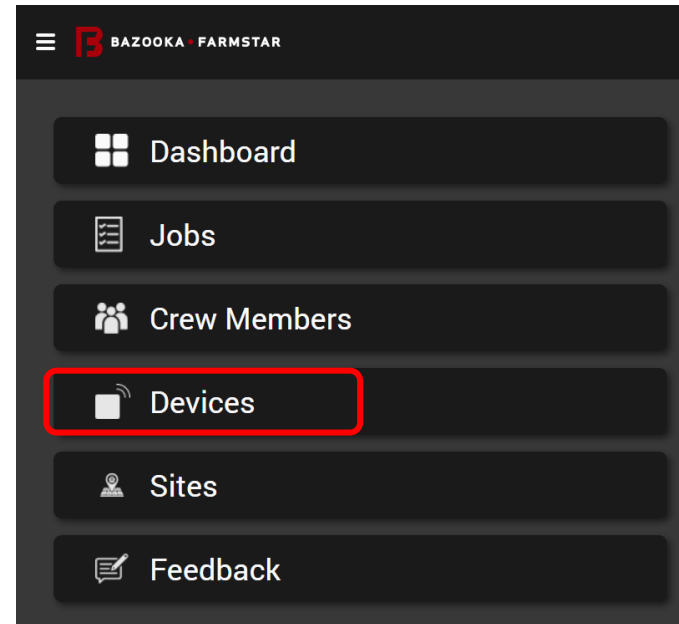 BAZOOKA•FARMSTAR
Dashboard
Jobs
Crew Members
Devices
Sites
Feedback